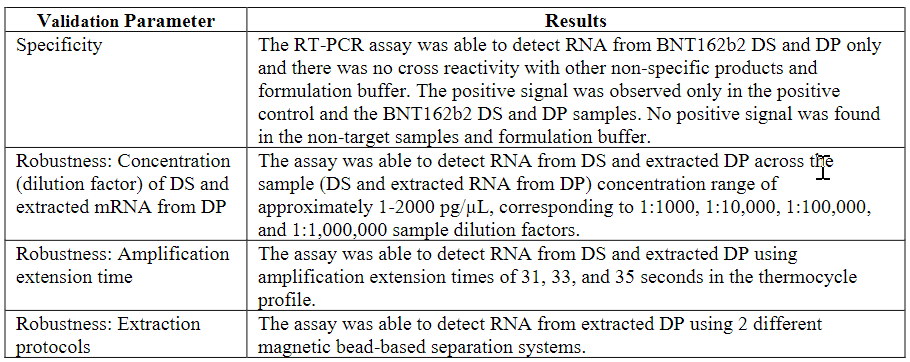 Validation Parameter
Results
Specificity
The RT-PCR assay was able to detect RNA from BNT162b2 DS and DP only
and there was no cross reactivity with other non-specific products and
formulation buffer. The positive signal was observed only in the positive
control and the BNT162b2 DS and DP samples. No positive signal was found
in the non-target samples and formulation buffer.
Robustness: Concentration
(dilution factor) of DS and
extracted mRNA from DP
The assay was able to detect RNA from DS and extracted DP across the
sample (DS and extracted RNA from DP) concentration range of
approximately 1-2000 pg/µL, corresponding to 1:1000, 1:10,000, 1:100,000,
and 1:1,000,000 sample dilution factors.
Robustness: Amplification
extension time
The assay was able to detect RNA from DS and extracted DP using
amplification extension times of 31, 33, and 35 seconds in the thermocycle
profile.
Robustness: Extraction
protocols
The assay was able to detect RNA from extracted DP using 2 different
magnetic bead-based separation systems.